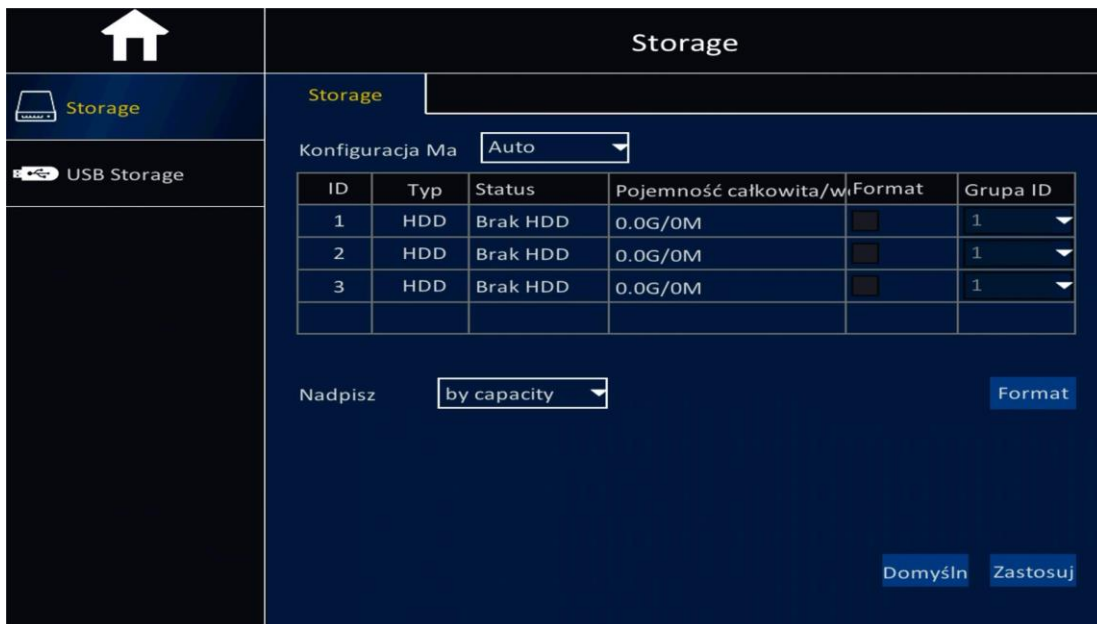 Storage
Storage
USB Storage
Storage
Konfiguracja Ma Auto
ID Typ Status Pojemność całkowita/w Format Grupa ID
1 HDD Brak HDD 0.0G/0M 1
2 HDD Brak HDD 0.0G/0M 1
3 HDD Brak HDD 0.0G/0M 1
Nadpisz by capacity Format
Domyśln Zastosuj